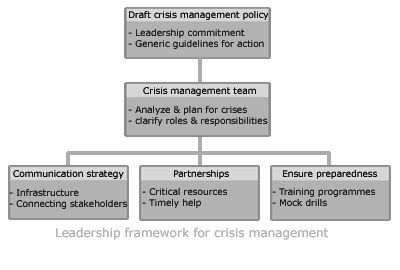 Draft crisis management policy
- Leadership commitment
- Generic guidelines for action
Crisis management team
- Analyze & plan for crises
- clarify roles & responsibilities
Communication strategy
- Infrastructure
- Connecting stakeholders
Partnerships
- Critical resources
- Timely help
Ensure preparedness
- Training programmes
- Mock drills
Leadership framework for crisis management